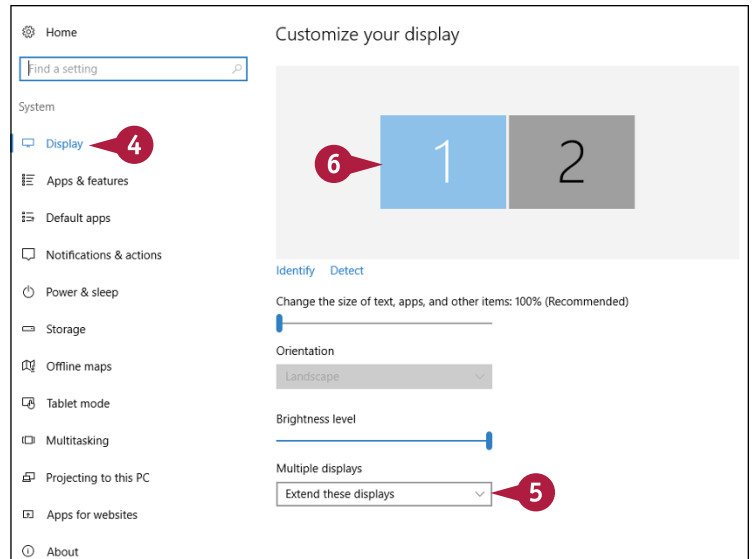 Home
Find a setting
System
Display
4
Apps & features
Default apps
Notifications & actions
Power & sleep
Storage
Offline maps
Tablet mode
Multitasking
Projecting to this PC
Apps for websites
About
Customize your display
6
1
2
Identify Detect
Change the size of text, apps, and other items: 100% (Recommended)
Orientation
Landscape
Brightness level
Multiple displays
Extend these displays
5